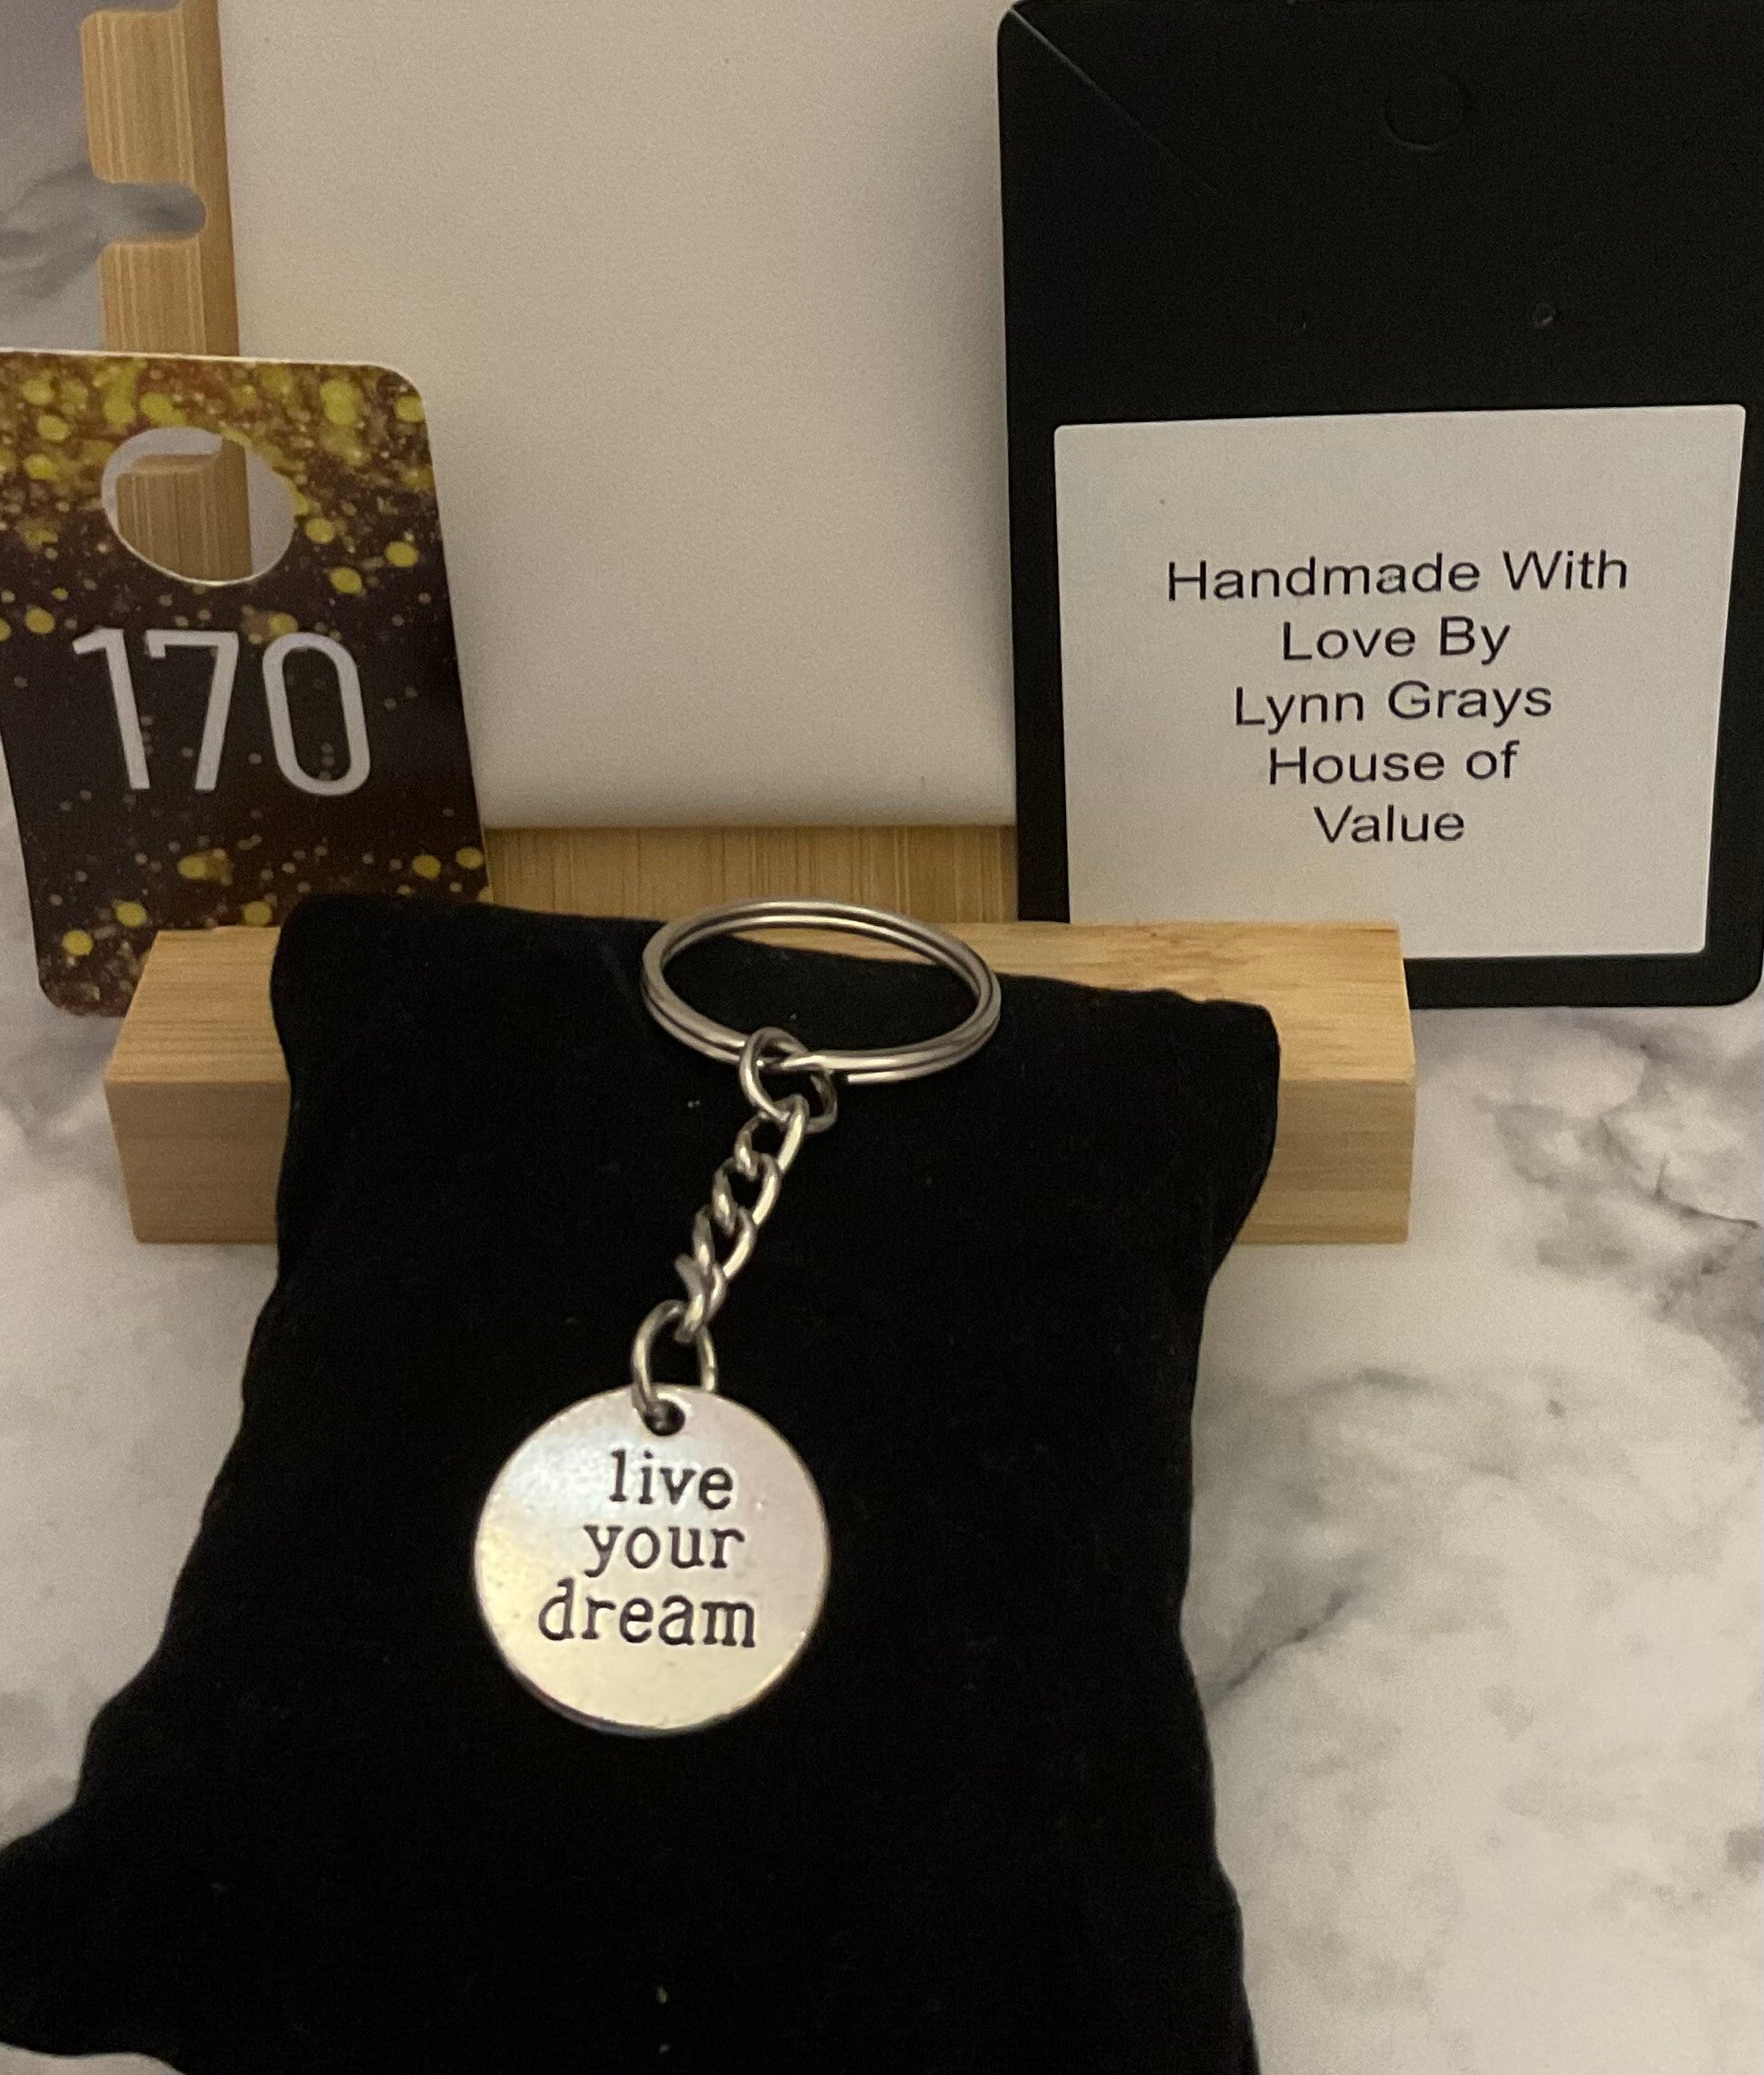 170
Handmade With
Love By
Lynn Grays
House of
Value
live
your
dream